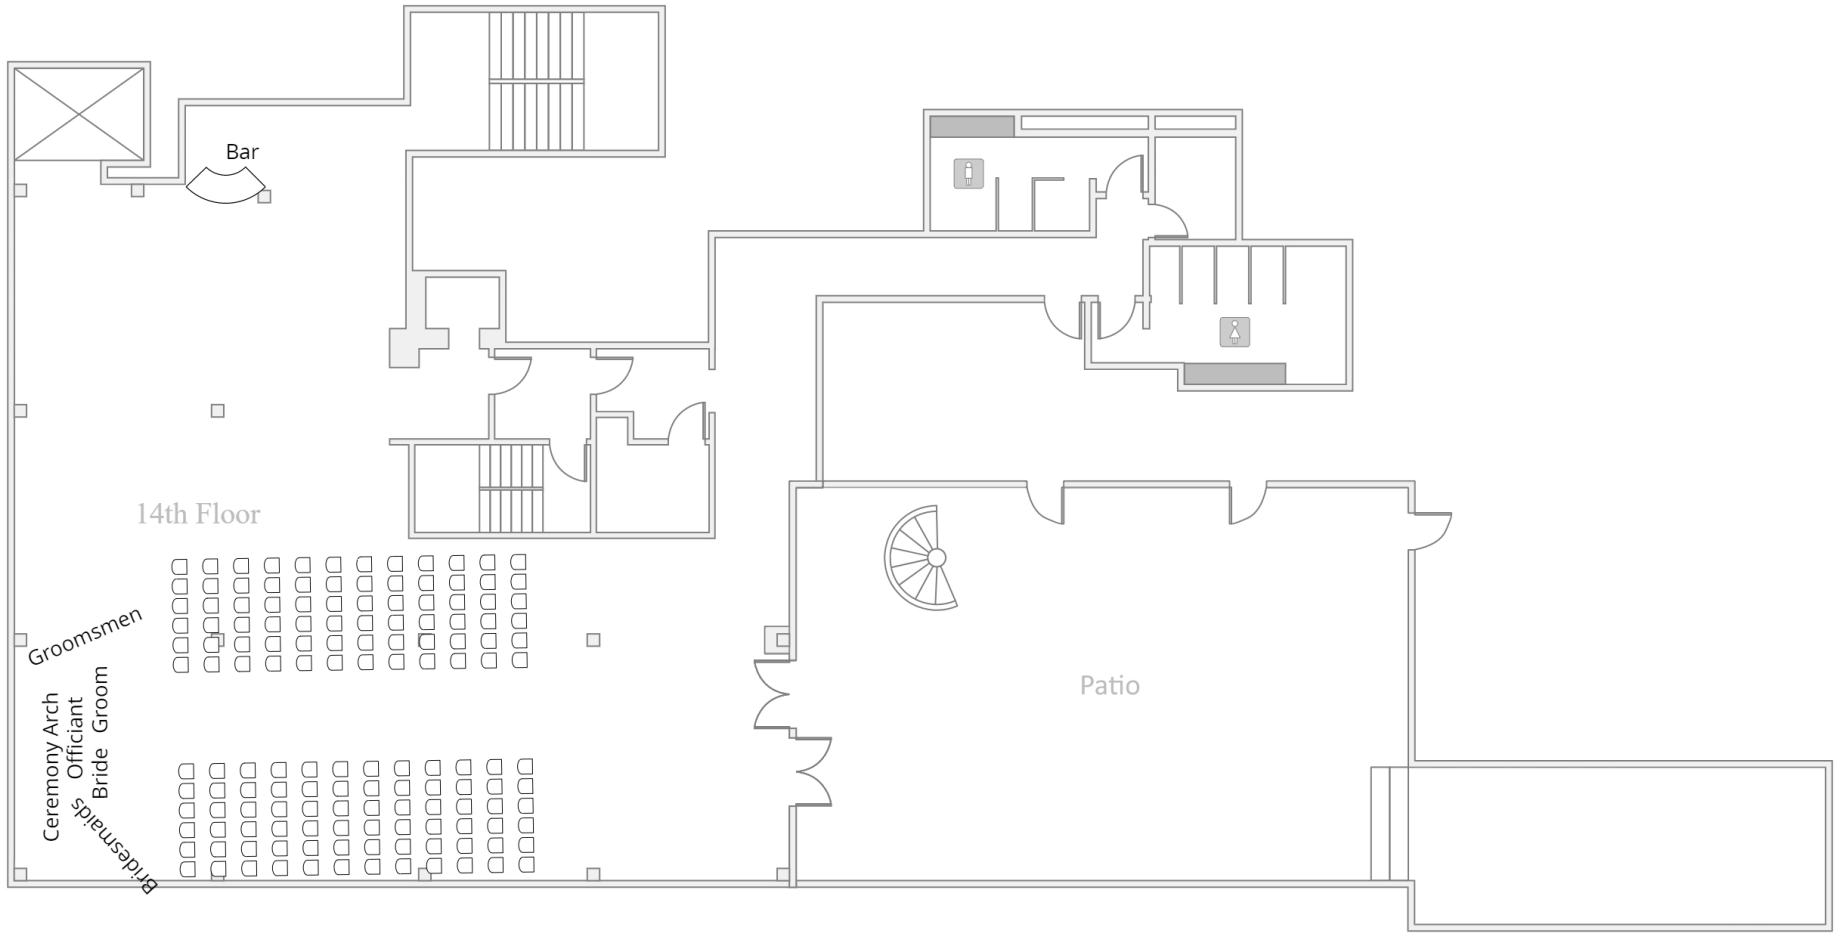 Bar
14th Floor
Groomsmen
Ceremony Arch
Officiant
Bride Groom
Bridesmaids
Patio